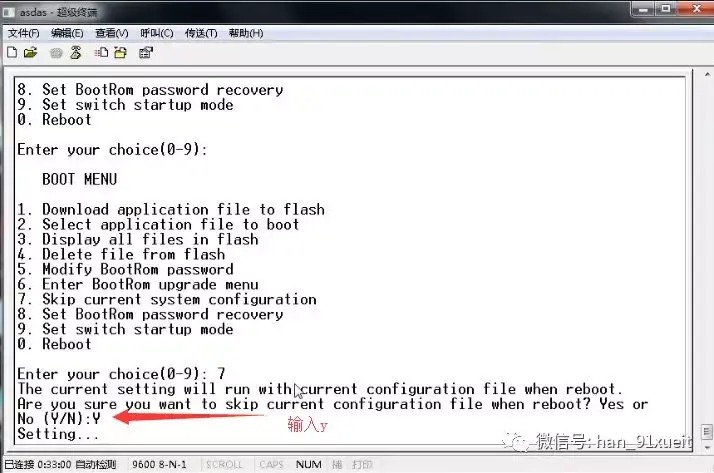 asdas - 超级终端
文件(F) 编辑(E) 查看(V) 呼叫(C) 传送(T) 帮助(H)
8. Set BootRom password recovery
9. Set switch startup mode
0. Reboot
Enter your choice(0-9):
BOOT MENU
1. Download application file to flash
2. Select application file to boot
3. Display all files in flash
4. Delete file from flash
5. Modify BootRom password
6. Enter BootRom upgrade menu
7. Skip current system configuration
8. Set BootRom password recovery
9. Set switch startup mode
0. Reboot
Enter your choice(0-9): 7
The current setting will run with current configuration file when reboot.
Are you sure you want to skip current configuration file when reboot? Yes or
No (Y/N):Y
输入y
Setting...
微信号: han_91xueit
已连接 0:33:00 自动检测 9600 8-N-1 SCROLL CAPS NUM 捕 打印